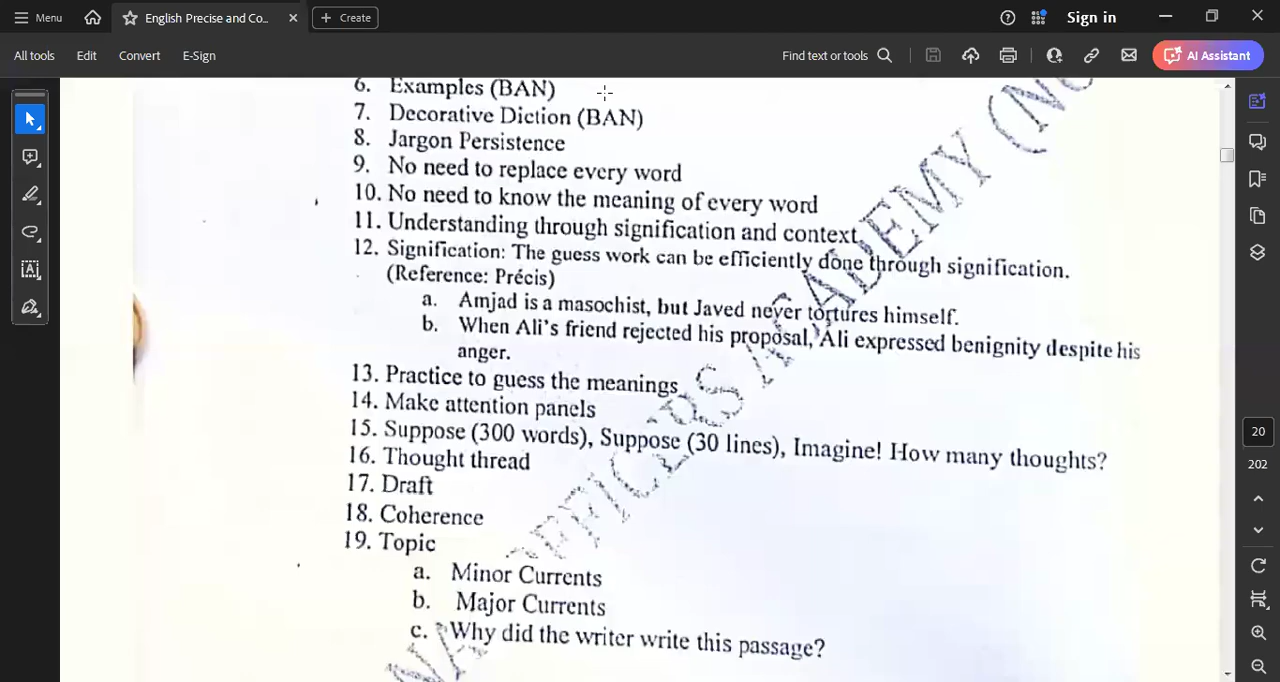 Menu
English Precise and Co...
Create
Sign in
All tools
Edit
Convert
E-Sign
Find text or tools
AI Assistant
6. Examples (BAN)
7. Decorative Diction (BAN)
8. Jargon Persistence
9. No need to replace every word
10. No need to know the meaning of every word
11. Understanding through signification and context
12. Signification: The guess work can be efficiently done through signification.
(Reference: Précis)
a. Amjad is a masochist, but Javed never tortures himself.
b. When Ali's friend rejected his proposal, Ali expressed benignity despite his
anger.
13. Practice to guess the meanings
14. Make attention panels
15. Suppose (300 words), Suppose (30 lines), Imagine! How many thoughts?
16. Thought thread
17. Draft
18. Coherence
19. Topic
a. Minor Currents
b. Major Currents
c. Why did the writer write this passage?
20
202